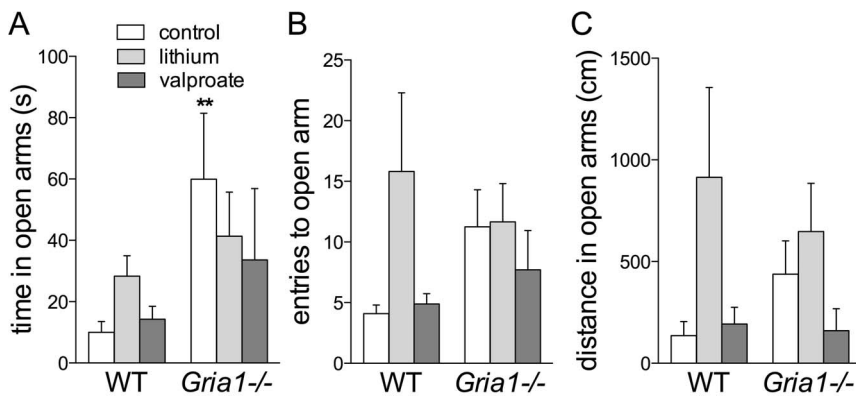 A
control
lithium
valproate
time in open arms (s)
100
80
60
40
20
0
**
WT
Gria1-/-
B
entries to open arm
25
20
15
10
5
0
WT
Gria1-/-
C
distance in open arms (cm)
1500
1000
500
0
WT
Gria1-/-